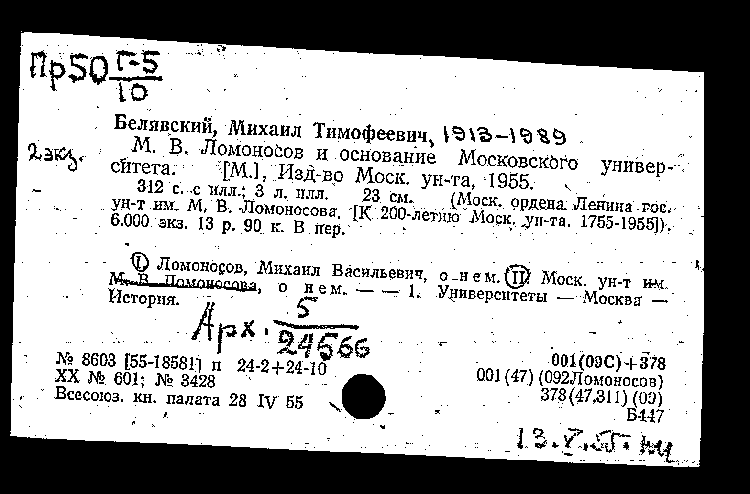 Пр50 Г-5
10
Белявский, Михаил Тимофеевич, 1913-1989
2 экз.
М. В. Ломоносов и основание Московского универ-
ситета. [М.], Изд-во Моск. ун-та, 1955.
312 с. с илл.; 3 л. илл. 23 см. (Моск. ордена Ленина гос.
ун-т им. М. В. Ломоносова. [К 200-летию Моск. ун-та. 1755-1955]).
6.000 экз. 13 р. 90 к. В пер.
I Ломоносов, Михаил Васильевич, о нем. II Моск. ун-т им.
М. В. Ломоносова, о нем. — — 1. Университеты — Москва —
История.
Арх. 5
24566
№ 8603 [55-18581] п 24-2+24-10
XX № 601; № 3428
Всесоюз. кн. палата 28 IV 55
001(09С)+378
001(47)(092Ломоносов)
378(47.311)(09)
Б447
13.V.55.